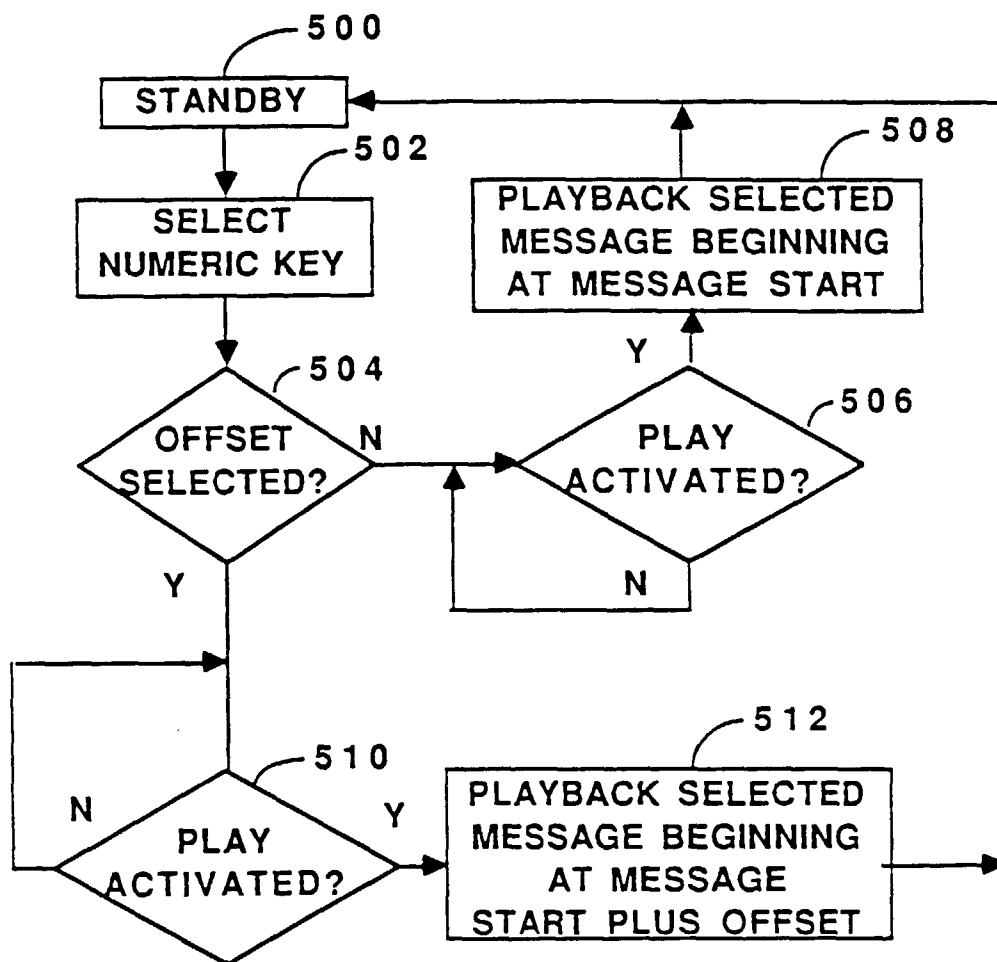 500
STANDBY
502
SELECT
NUMERIC KEY
504
OFFSET
SELECTED?
N
Y
508
PLAYBACK SELECTED
MESSAGE BEGINNING
AT MESSAGE START
Y
506
PLAY
ACTIVATED?
N
510
N
PLAY
ACTIVATED?
Y
512
PLAYBACK SELECTED
MESSAGE BEGINNING
AT MESSAGE
START PLUS OFFSET